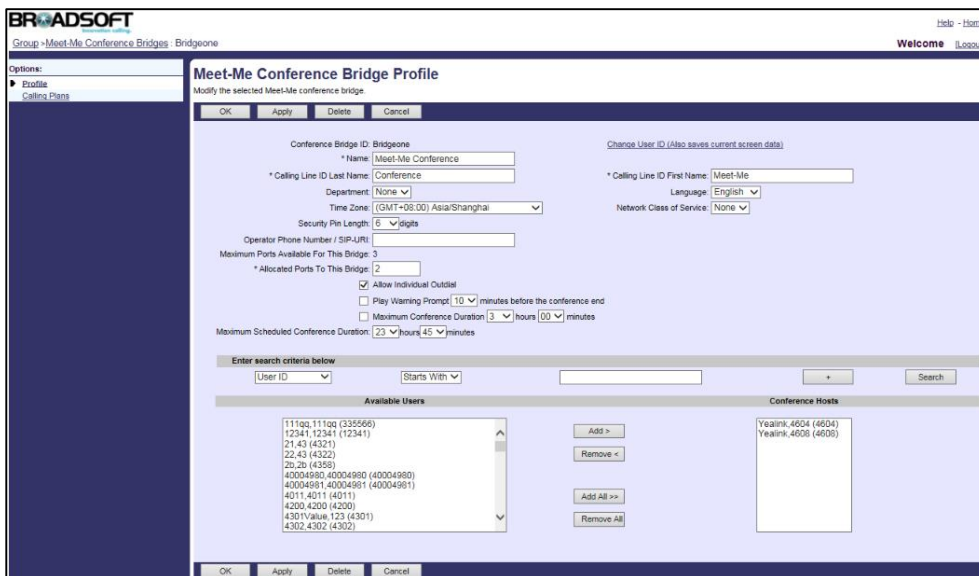 BROADSOFT
innovation calling.
Help - Hom
Group >Meet-Me Conference Bridges : Bridgeone
Welcome [Logou
Options:
Profile
Calling Plans
Meet-Me Conference Bridge Profile
Modify the selected Meet-Me conference bridge.
OK Apply Delete Cancel
Conference Bridge ID: Bridgeone
Change User ID (Also saves current screen data)
* Name: Meet-Me Conference
* Calling Line ID Last Name: Conference
* Calling Line ID First Name: Meet-Me
Department: None
Language: English
Time Zone: (GMT+08:00) Asia/Shanghai
Network Class of Service: None
Security Pin Length: 6 digits
Operator Phone Number / SIP-URI:
Maximum Ports Available For This Bridge: 3
* Allocated Ports To This Bridge: 2
Allow Individual Outdial
Play Warning Prompt 10 minutes before the conference end
Maximum Conference Duration 3 hours 00 minutes
Maximum Scheduled Conference Duration: 23 hours 45 minutes
Enter search criteria below
User ID Starts With + Search
Available Users Conference Hosts
111qq,111qq (335566)
12341,12341 (12341)
21,43 (4321)
22,43 (4322)
2b,2b (4358)
40004980,40004980 (40004980)
40004981,40004981 (40004981)
4011,4011 (4011)
4200,4200 (4200)
4301Value,123 (4301)
4302,4302 (4302)
Add >
Remove <
Add All >>
Remove All
Yealink,4604 (4604)
Yealink,4608 (4608)
OK Apply Delete Cancel